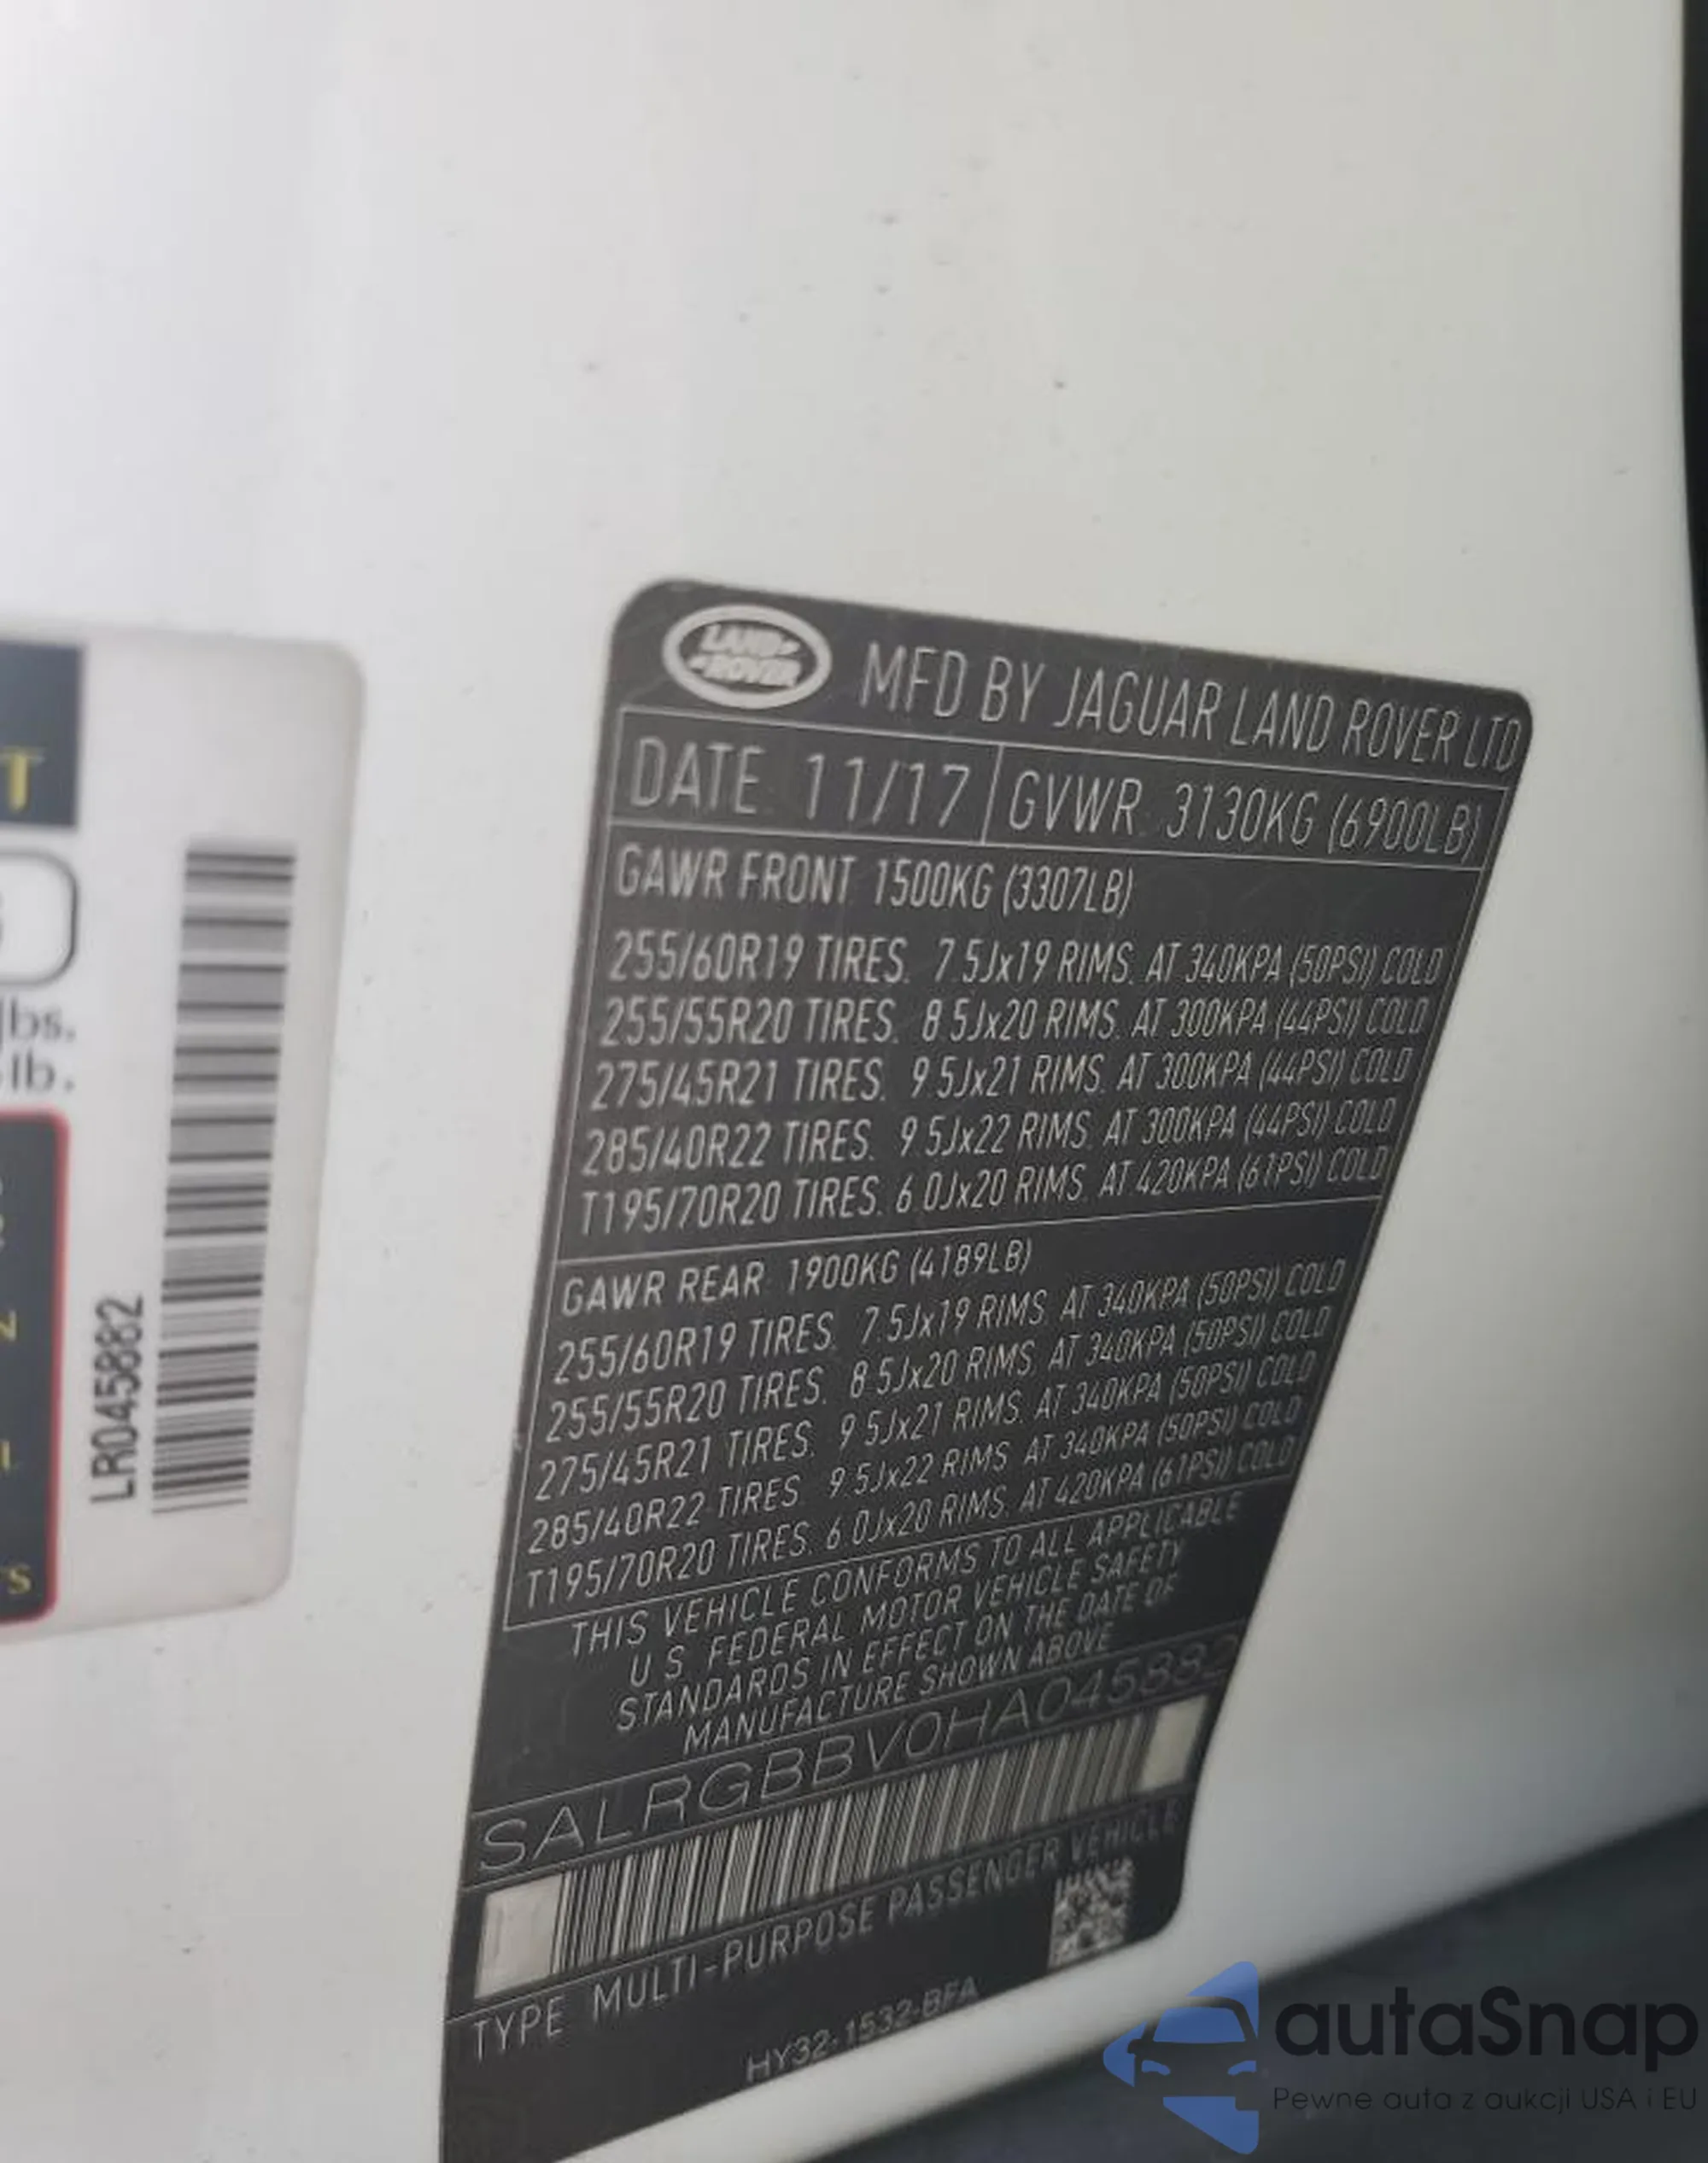 LAND ROVER
MFD BY JAGUAR LAND ROVER LTD
DATE 11/17 GVWR 3130KG (6900LB)
GAWR FRONT 1500KG (3307LB)
255/60R19 TIRES. 7.5Jx19 RIMS. AT 340KPA (50PSI) COLD
255/55R20 TIRES. 8.5Jx20 RIMS. AT 300KPA (44PSI) COLD
275/45R21 TIRES. 9.5Jx21 RIMS. AT 300KPA (44PSI) COLD
285/40R22 TIRES. 9.5Jx22 RIMS. AT 300KPA (44PSI) COLD
T195/70R20 TIRES. 6.0Jx20 RIMS. AT 420KPA (61PSI) COLD
GAWR REAR 1900KG (4189LB)
255/60R19 TIRES. 7.5Jx19 RIMS. AT 340KPA (50PSI) COLD
255/55R20 TIRES. 8.5Jx20 RIMS. AT 340KPA (50PSI) COLD
275/45R21 TIRES. 9.5Jx21 RIMS. AT 340KPA (50PSI) COLD
285/40R22 TIRES. 9.5Jx22 RIMS. AT 340KPA (50PSI) COLD
T195/70R20 TIRES. 6.0Jx20 RIMS. AT 420KPA (61PSI) COLD
THIS VEHICLE CONFORMS TO ALL APPLICABLE
U.S. FEDERAL MOTOR VEHICLE SAFETY
STANDARDS IN EFFECT ON THE DATE OF
MANUFACTURE SHOWN ABOVE
SALRGBBV0HA045882
TYPE MULTI-PURPOSE PASSENGER VEHICLE
HY32-1532-BFA
T
lbs.
lb.
N
L
S
LR045882
autaSnap
Pewne auta z aukcji USA i EU